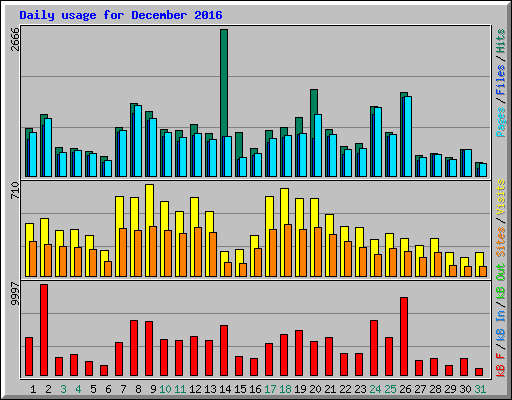 Daily usage for December 2016
2666
Pages / Files / Hits
710
Sites / Visits
9997
kB F / kB In / kB Out
1 2 3 4 5 6 7 8 9 10 11 12 13 14 15 16 17 18 19 20 21 22 23 24 25 26 27 28 29 30 31